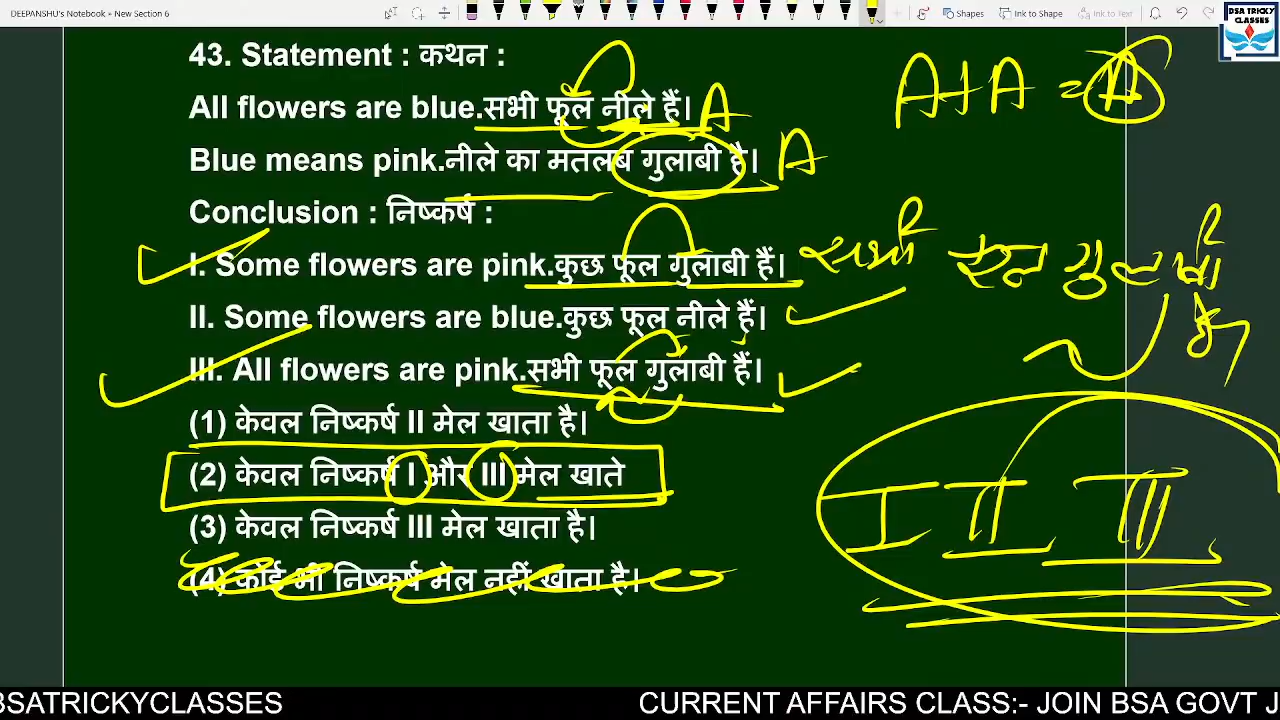 DEEPANSHU's Notebook » New Section 6
Shapes Ink to Shape Ink to Text
BSA TRICKY
CLASSES
43. Statement : कथन :
All flowers are blue.सभी फूल नीले हैं। A
Blue means pink.नीले का मतलब गुलाबी है। A
A+A = A
Conclusion : निष्कर्ष :
I. Some flowers are pink.कुछ फूल गुलाबी हैं।
सभी फूल गुलाबी हैं
II. Some flowers are blue.कुछ फूल नीले हैं।
III. All flowers are pink.सभी फूल गुलाबी हैं।
(1) केवल निष्कर्ष II मेल खाता है।
(2) केवल निष्कर्ष I और III मेल खाते
I II III
(3) केवल निष्कर्ष III मेल खाता है।
(4) कोई भी निष्कर्ष मेल नहीं खाता है।
BSATRICKYCLASSES CURRENT AFFAIRS CLASS:- JOIN BSA GOVT J